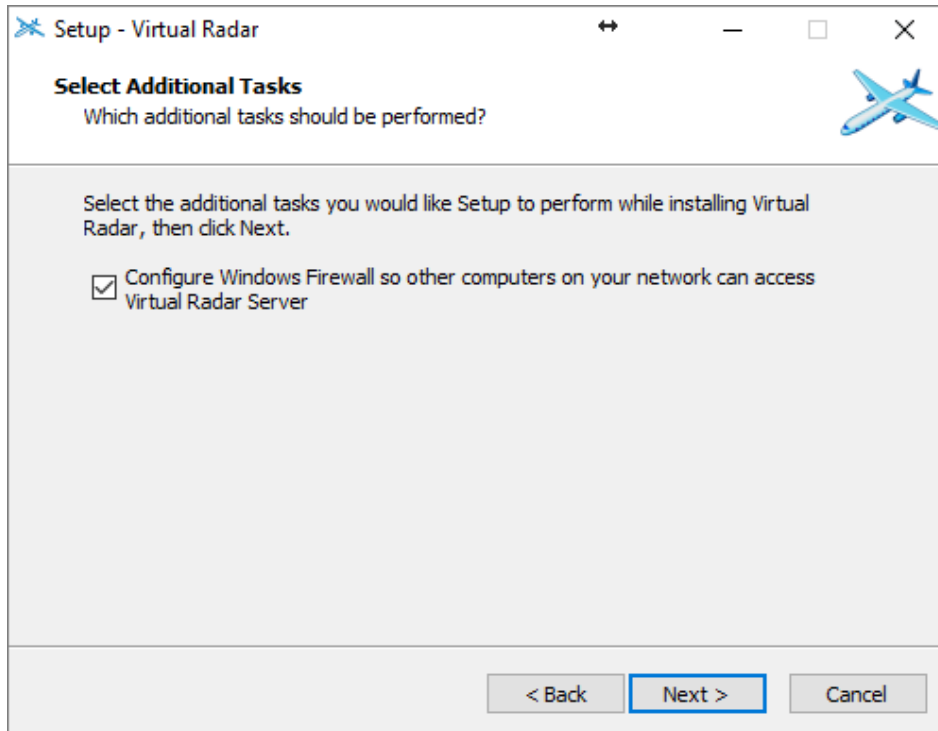 Setup - Virtual Radar
Select Additional Tasks
Which additional tasks should be performed?
Select the additional tasks you would like Setup to perform while installing Virtual
Radar, then click Next.
Configure Windows Firewall so other computers on your network can access
Virtual Radar Server
< Back
Next >
Cancel